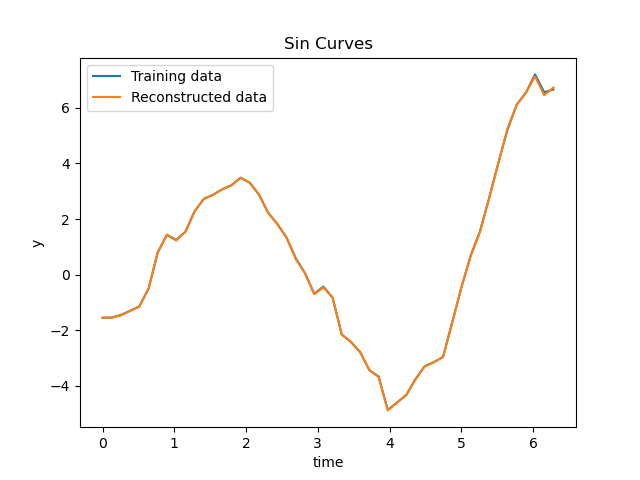 Sin Curves
Training data
Reconstructed data
6
4
2
0
−2
−4
y
0 1 2 3 4 5 6
time